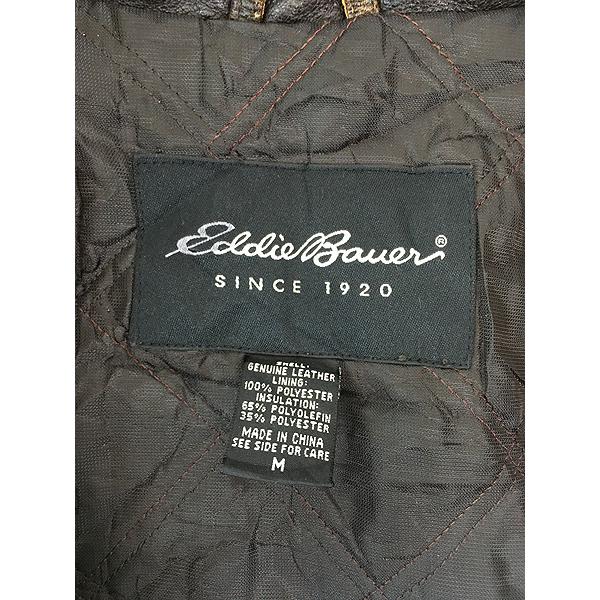 Eddie Bauer®
SINCE 1920
SHELL:
GENUINE LEATHER
LINING:
100% POLYESTER
INSULATION:
65% POLYOLEFIN
35% POLYESTER
MADE IN CHINA
SEE SIDE FOR CARE
M